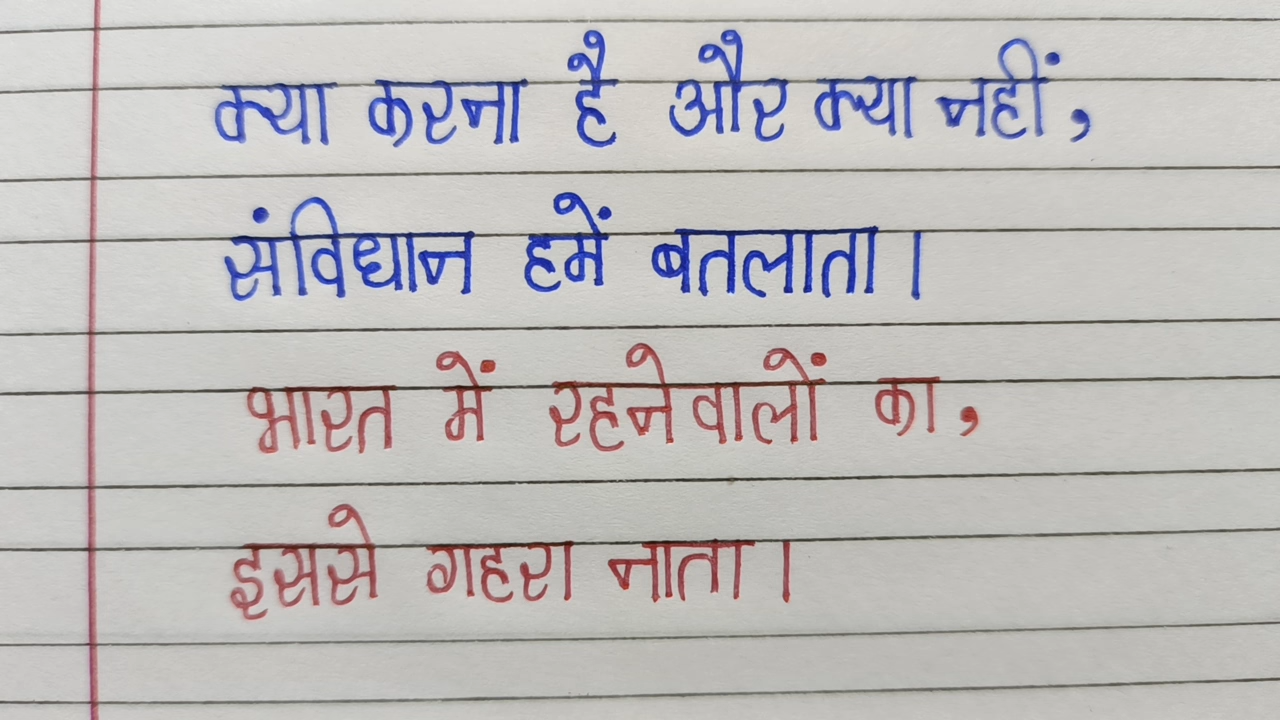 क्या करना है और क्या नहीं,
संविधान हमें बतलाता।
भारत में रहनेवालों का,
इससे गहरा नाता।